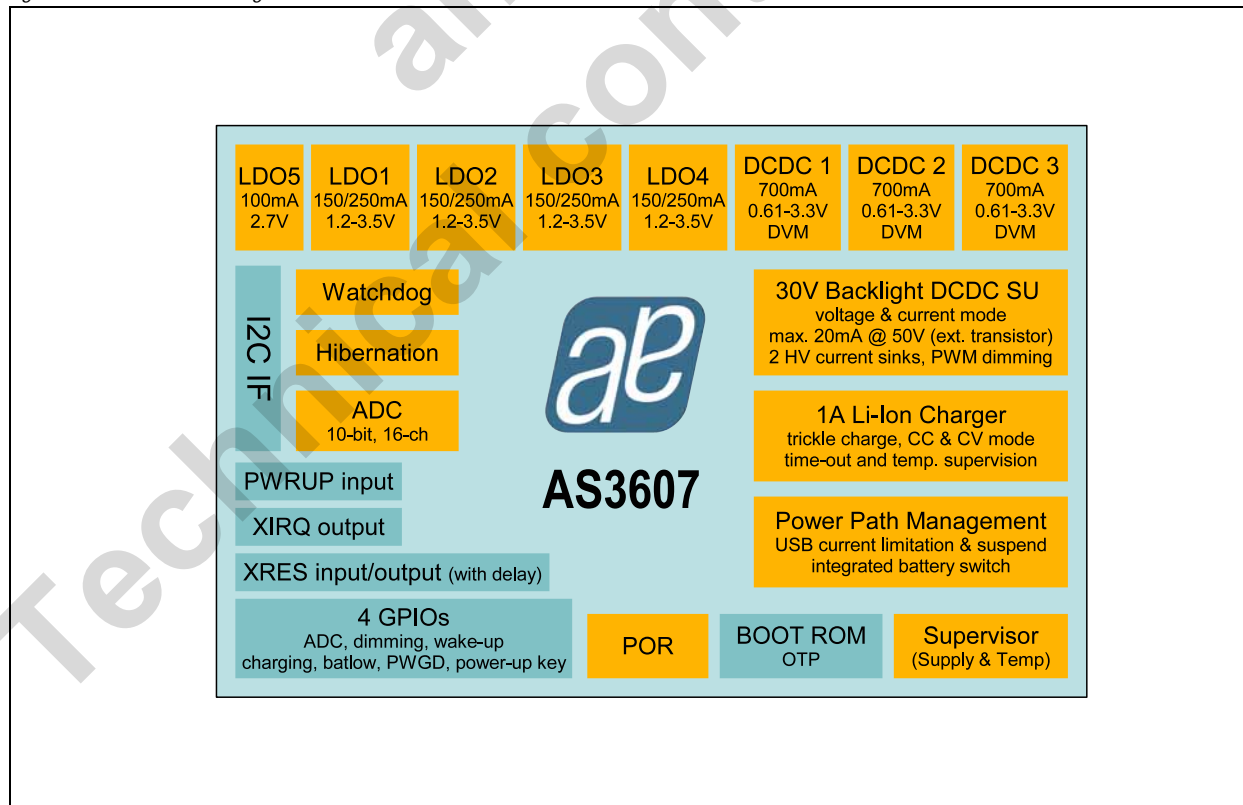 LDO5
100mA
2.7V
LDO1
150/250mA
1.2-3.5V
LDO2
150/250mA
1.2-3.5V
LDO3
150/250mA
1.2-3.5V
LDO4
150/250mA
1.2-3.5V
DCDC 1
700mA
0.61-3.3V
DVM
DCDC 2
700mA
0.61-3.3V
DVM
DCDC 3
700mA
0.61-3.3V
DVM
I2C IF
Watchdog
Hibernation
ADC
10-bit, 16-ch
PWRUP input
XIRQ output
XRES input/output (with delay)
4 GPIOs
ADC, dimming, wake-up
charging, batlow, PWGD, power-up key
ae
AS3607
30V Backlight DCDC SU
voltage & current mode
max. 20mA @ 50V (ext. transistor)
2 HV current sinks, PWM dimming
1A Li-Ion Charger
trickle charge, CC & CV mode
time-out and temp. supervision
Power Path Management
USB current limitation & suspend
integrated battery switch
POR
BOOT ROM
OTP
Supervisor
(Supply & Temp)
Technical con